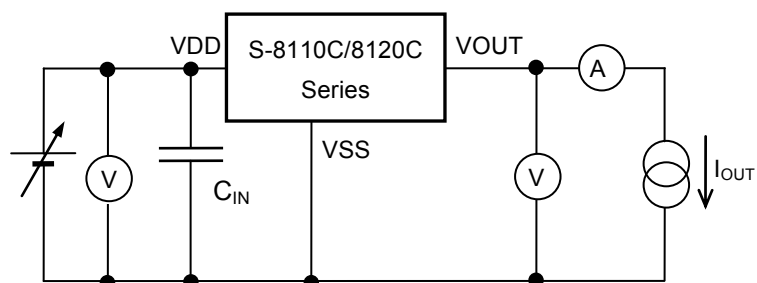 VDD
S-8110C/8120C
Series
VOUT
A
VSS
V
CIN
V
IOUT